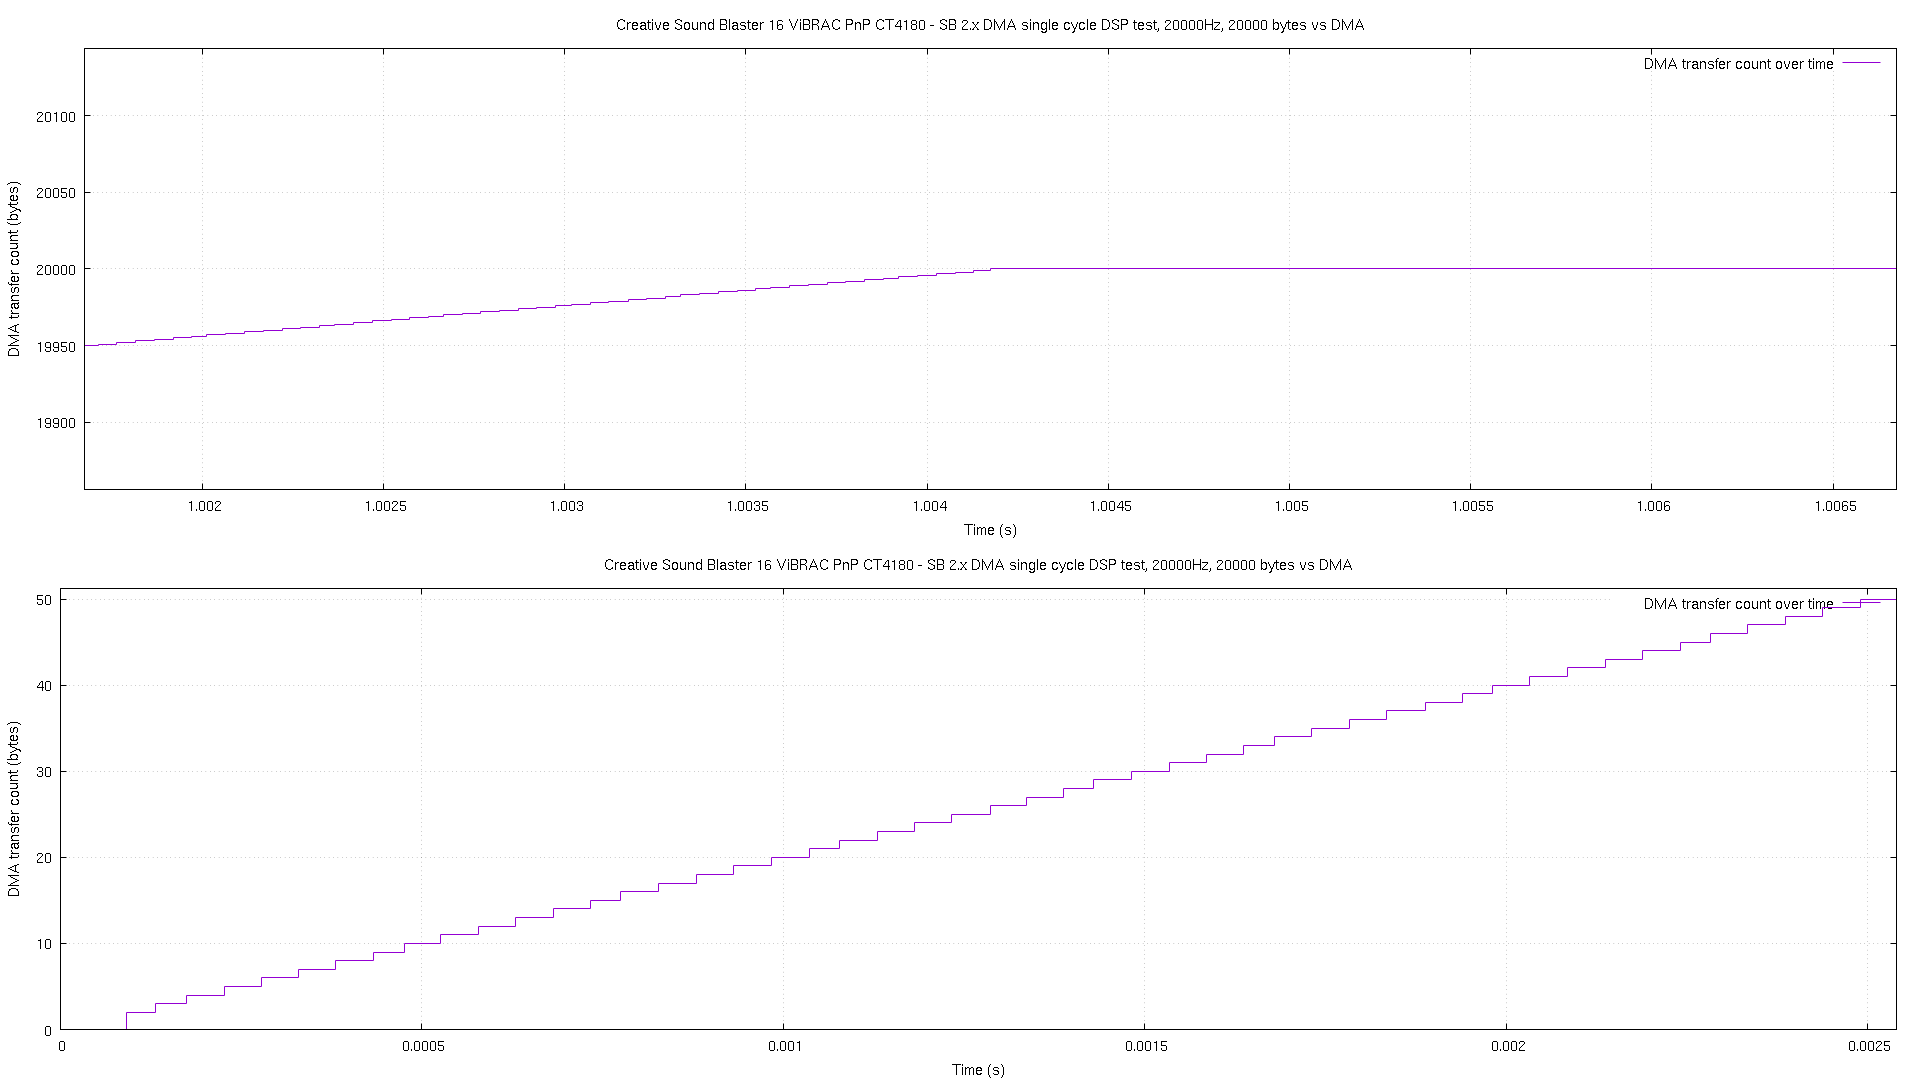 Creative Sound Blaster 16 ViBRAC PnP CT4180 - SB 2.x DMA single cycle DSP test, 20000Hz, 20000 bytes vs DMA
DMA transfer count over time
DMA transfer count (bytes)
20100
20050
20000
19950
19900
1.002 1.0025 1.003 1.0035 1.004 1.0045 1.005 1.0055 1.006 1.0065
Time (s)
Creative Sound Blaster 16 ViBRAC PnP CT4180 - SB 2.x DMA single cycle DSP test, 20000Hz, 20000 bytes vs DMA
DMA transfer count over time
DMA transfer count (bytes)
50
40
30
20
10
0
0 0.0005 0.001 0.0015 0.002 0.0025
Time (s)